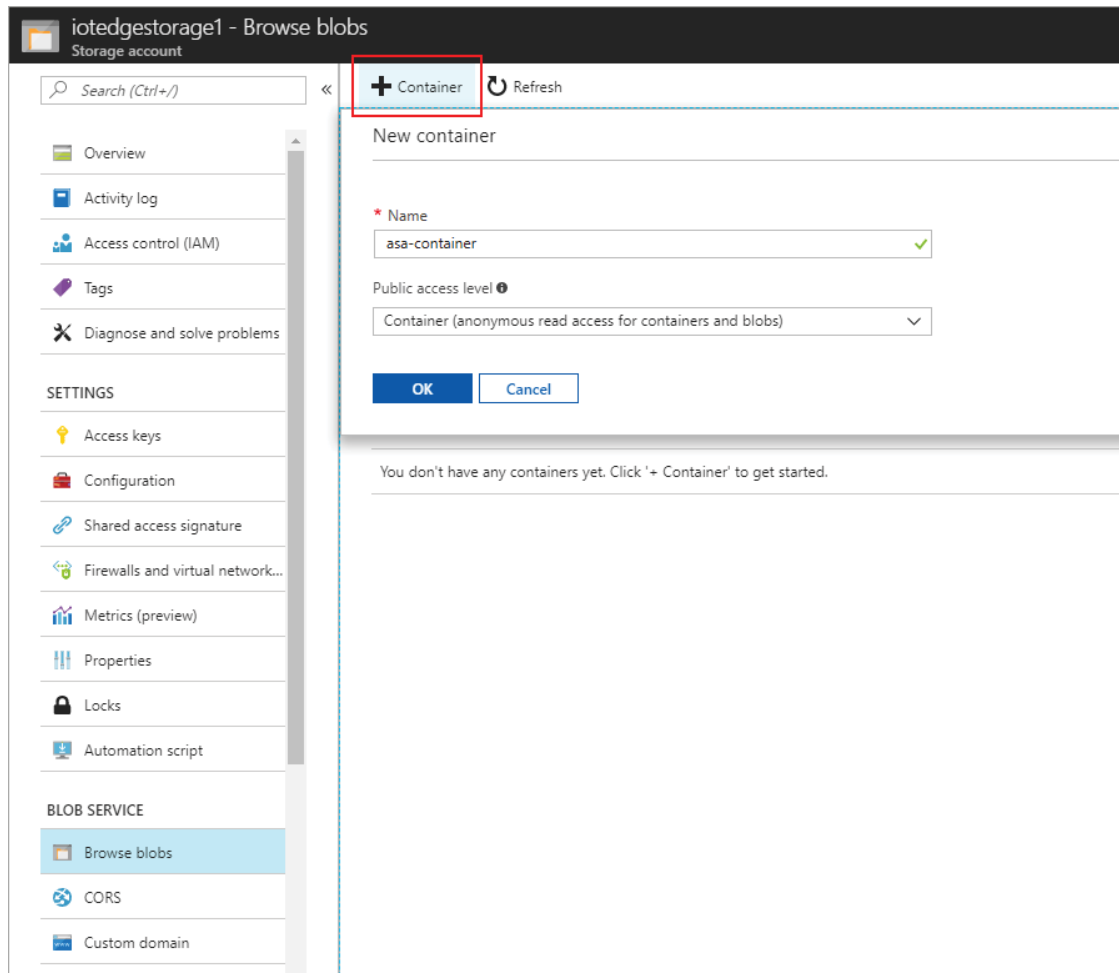 iotedgestorage1 - Browse blobs
Storage account
Search (Ctrl+/)
«
Overview
Activity log
Access control (IAM)
Tags
Diagnose and solve problems
SETTINGS
Access keys
Configuration
Shared access signature
Firewalls and virtual network...
Metrics (preview)
Properties
Locks
Automation script
BLOB SERVICE
Browse blobs
CORS
Custom domain
+ Container
Refresh
New container
* Name
asa-container
Public access level
Container (anonymous read access for containers and blobs)
OK
Cancel
You don't have any containers yet. Click '+ Container' to get started.